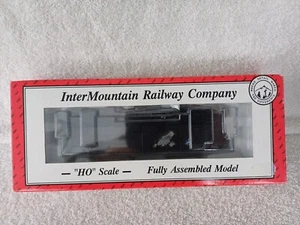 InterMountain Railway Company
"HO" Scale
Fully Assembled Model